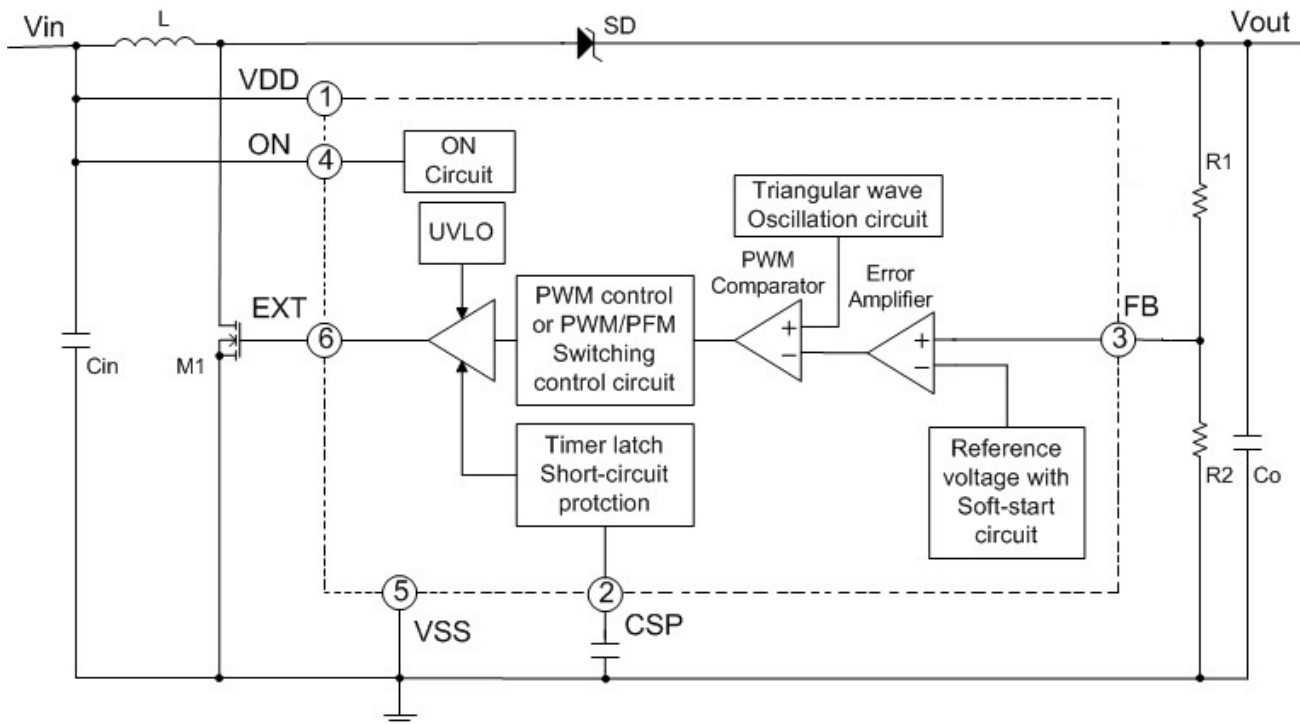 Vin
L
SD
Vout
VDD
1
ON
4
ON
Circuit
R1
Triangular wave
Oscillation circuit
UVLO
PWM
Comparator
Error
Amplifier
EXT
6
PWM control
or PWM/PFM
Switching
control circuit
+
−
+
−
FB
3
Cin
M1
Timer latch
Short-circuit
protction
Reference
voltage with
Soft-start
circuit
R2
Co
5
VSS
2
CSP